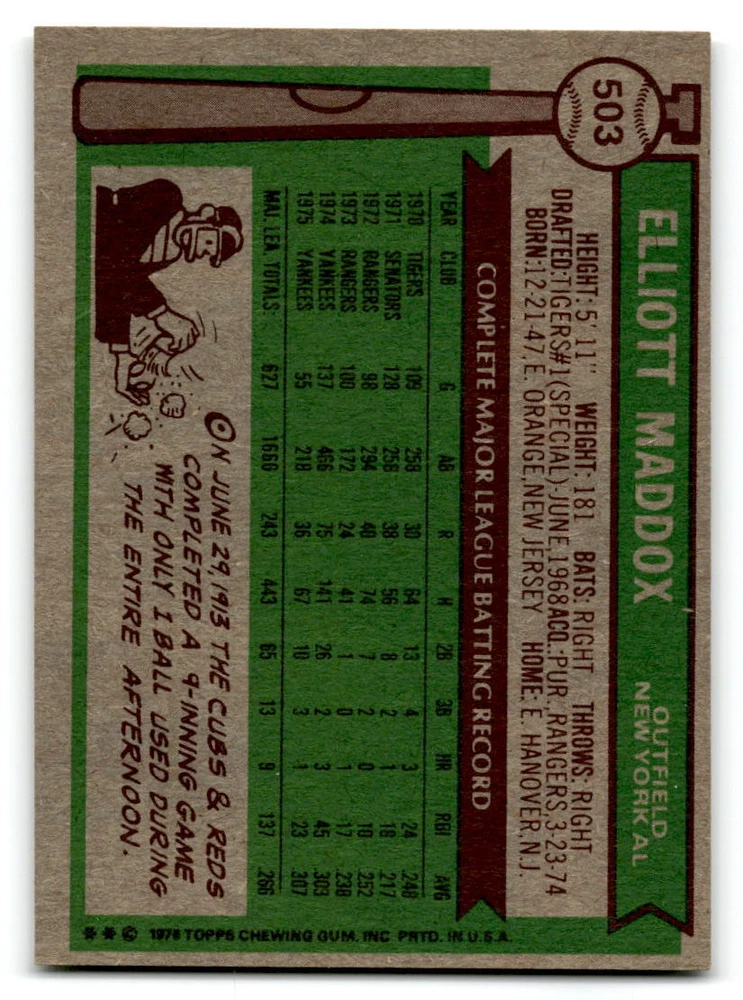 503
ELLIOTT MADDOX
OUTFIELD
NEW YORK AL
HEIGHT: 5' 11" WEIGHT: 181 BATS: RIGHT THROWS: RIGHT
DRAFTED: TIGERS#1(SPECIAL)-JUNE, 1968 ACQ.:PUR., RANGERS, 3-23-74
BORN: 12-21-47, E. ORANGE, NEW JERSEY HOME: E. HANOVER, N.J.
COMPLETE MAJOR LEAGUE BATTING RECORD
YEAR CLUB G AB R H 2B 3B HR RBI AVG
1970 TIGERS 109 258 30 64 13 4 3 24 .248
1971 SENATORS 128 258 38 56 8 2 1 18 .217
1972 RANGERS 98 294 40 74 7 2 0 10 .252
1973 RANGERS 100 172 24 41 1 0 1 17 .238
1974 YANKEES 137 466 75 141 26 2 3 45 .303
1975 YANKEES 55 218 36 67 10 3 1 23 .307
MAJ. LEA. TOTALS 627 1666 243 443 65 13 9 137 .266
ON JUNE 29, 1913 THE CUBS & REDS
COMPLETED A 9-INNING GAME
WITH ONLY 1 BALL USED DURING
THE ENTIRE AFTERNOON.
* * © 1976 TOPPS CHEWING GUM, INC. PRTD. IN U.S.A.